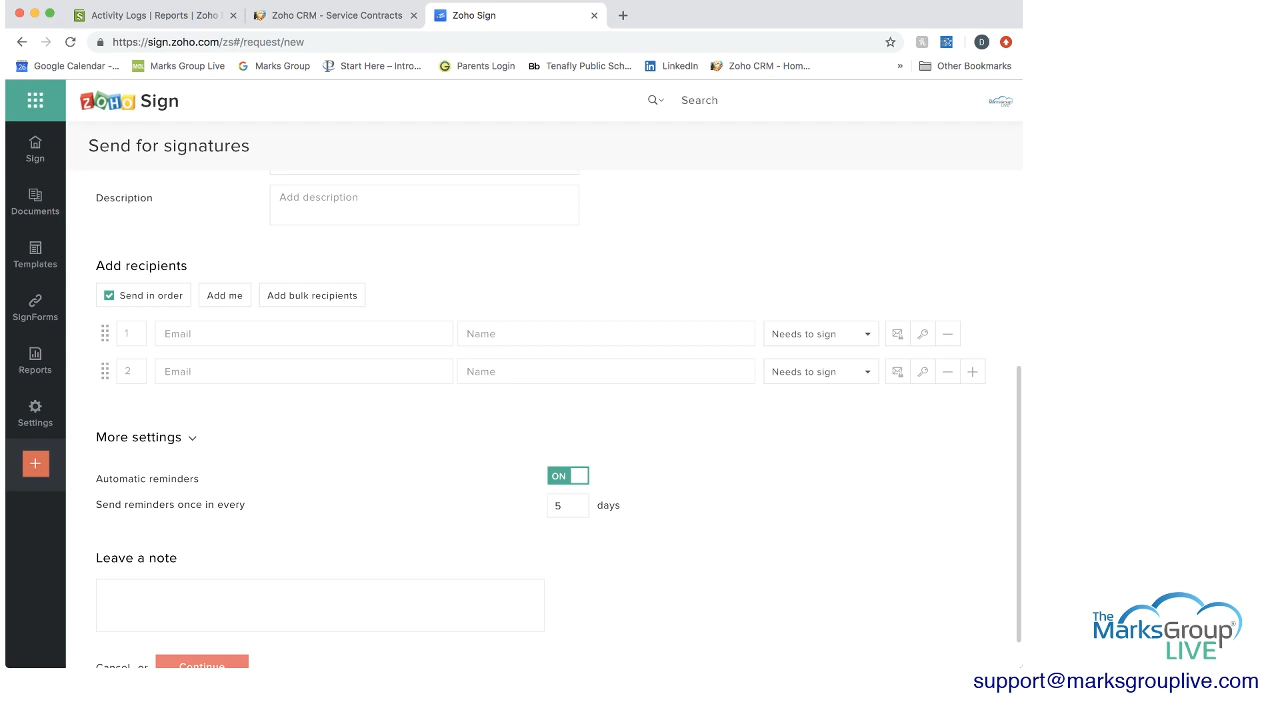 Activity Logs | Reports | Zoho
Zoho CRM - Service Contracts
Zoho Sign
https://sign.zoho.com/zs#/request/new
D
Google Calendar -...
Marks Group Live
Marks Group
Start Here – Intro...
Parents Login
Bb Tenafly Public Sch...
LinkedIn
Zoho CRM - Hom...
»
Other Bookmarks
ZOHO Sign
Search
Send for signatures
Sign
Documents
Templates
SignForms
Reports
Settings
Description
Add description
Add recipients
Send in order
Add me
Add bulk recipients
1 Email Name Needs to sign
2 Email Name Needs to sign
More settings
Automatic reminders ON
Send reminders once in every 5 days
Leave a note
Cancel or Continue
The
MarksGroup®
LIVE
support@marksgrouplive.com